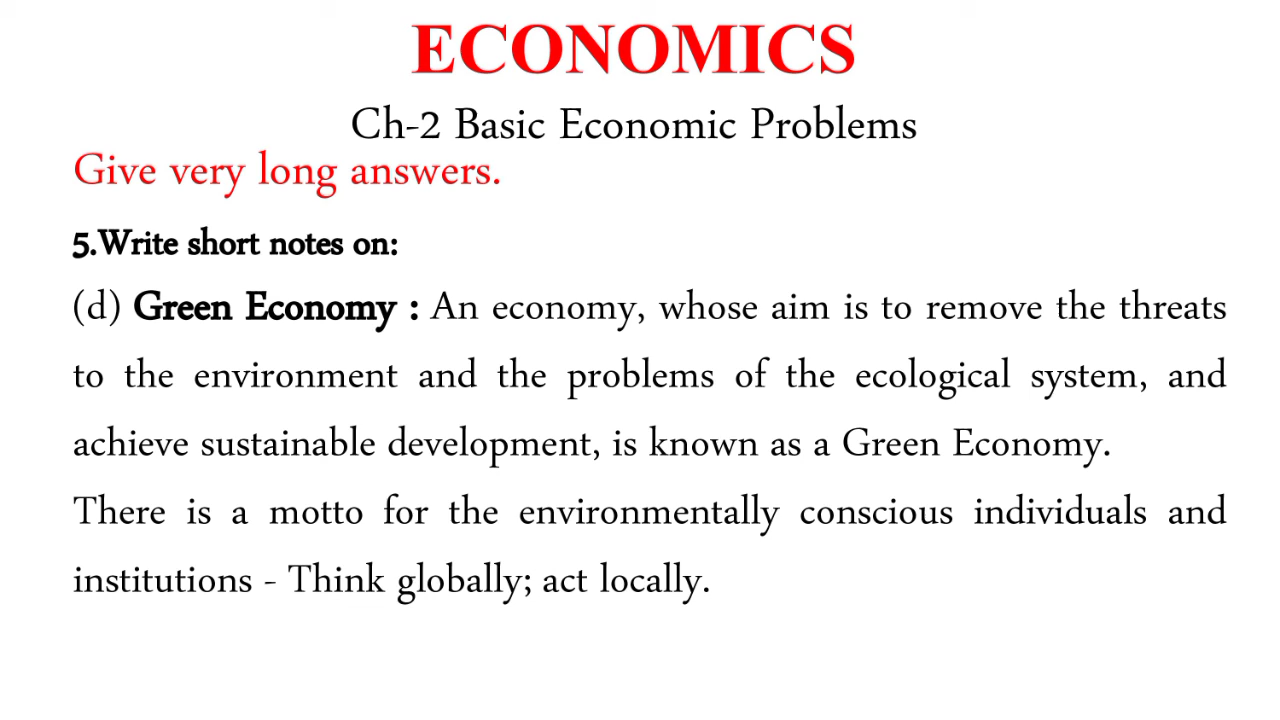 ECONOMICS
Ch-2 Basic Economic Problems
Give very long answers.
5.Write short notes on:
(d) Green Economy : An economy, whose aim is to remove the threats
to the environment and the problems of the ecological system, and
achieve sustainable development, is known as a Green Economy.
There is a motto for the environmentally conscious individuals and
institutions - Think globally; act locally.